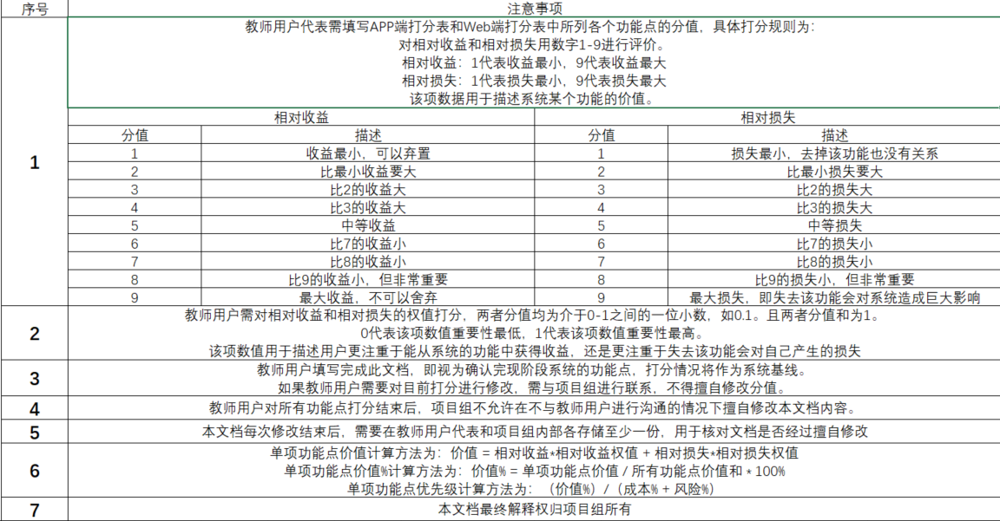 序号 注意事项
教师用户代表需填写APP端打分表和Web端打分表中所列各个功能点的分值，具体打分规则为：
对相对收益和相对损失用数字1-9进行评价。
相对收益：1代表收益最小，9代表收益最大
相对损失：1代表损失最小，9代表损失最大
该项数据用于描述系统某个功能的价值。
1
相对收益 相对损失
分值 描述 分值 描述
1 收益最小，可以弃置 1 损失最小，去掉该功能也没有关系
2 比最小收益要大 2 比最小损失要大
3 比2的收益大 3 比2的损失大
4 比3的收益大 4 比3的损失大
5 中等收益 5 中等损失
6 比7的收益小 6 比7的损失小
7 比8的收益小 7 比8的损失小
8 比9的收益小，但非常重要 8 比9的损失小，但非常重要
9 最大收益，不可以舍弃 9 最大损失，即失去该功能会对系统造成巨大影响
2
教师用户需对相对收益和相对损失的权值打分，两者分值均为介于0-1之间的一位小数，如0.1。且两者分值和为1。
0代表该项数值重要性最低，1代表该项数值重要性最高。
该项数值用于描述用户更注重于能从系统的功能中获得收益，还是更注重于失去该功能会对自己产生的损失
3
教师用户填写完成此文档，即视为确认完现阶段系统的功能点，打分情况将作为系统基线。
如果教师用户需要对目前打分进行修改，需与项目组进行联系，不得擅自修改分值。
4 教师用户对所有功能点打分结束后，项目组不允许在不与教师用户进行沟通的情况下擅自修改本文档内容。
5 本文档每次修改结束后，需要在教师用户代表和项目组内部各存储至少一份，用于核对文档是否经过擅自修改
6
单项功能点价值计算方法为：价值 = 相对收益*相对收益权值 + 相对损失*相对损失权值
单项功能点价值%计算方法为：价值% = 单项功能点价值 / 所有功能点价值和 * 100%
单项功能点优先级计算方法为：（价值%）/（成本% + 风险%）
7 本文档最终解释权归项目组所有